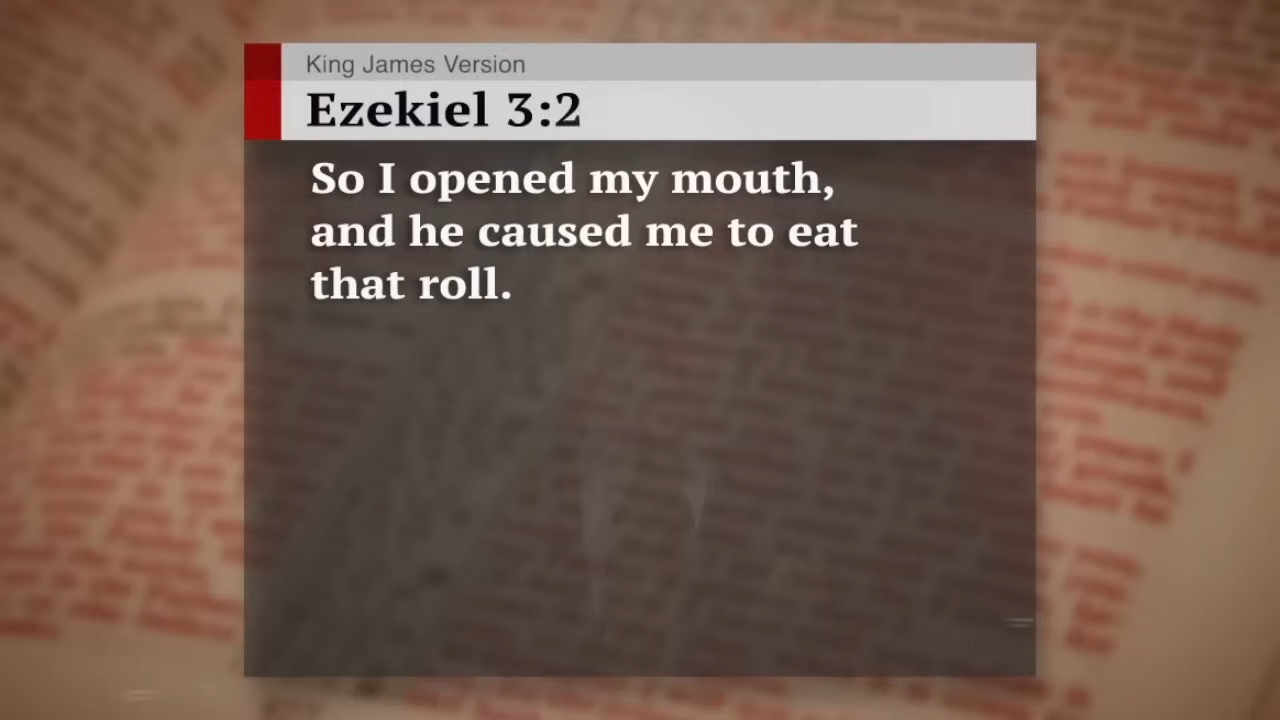 King James Version
Ezekiel 3:2
So I opened my mouth,
and he caused me to eat
that roll.